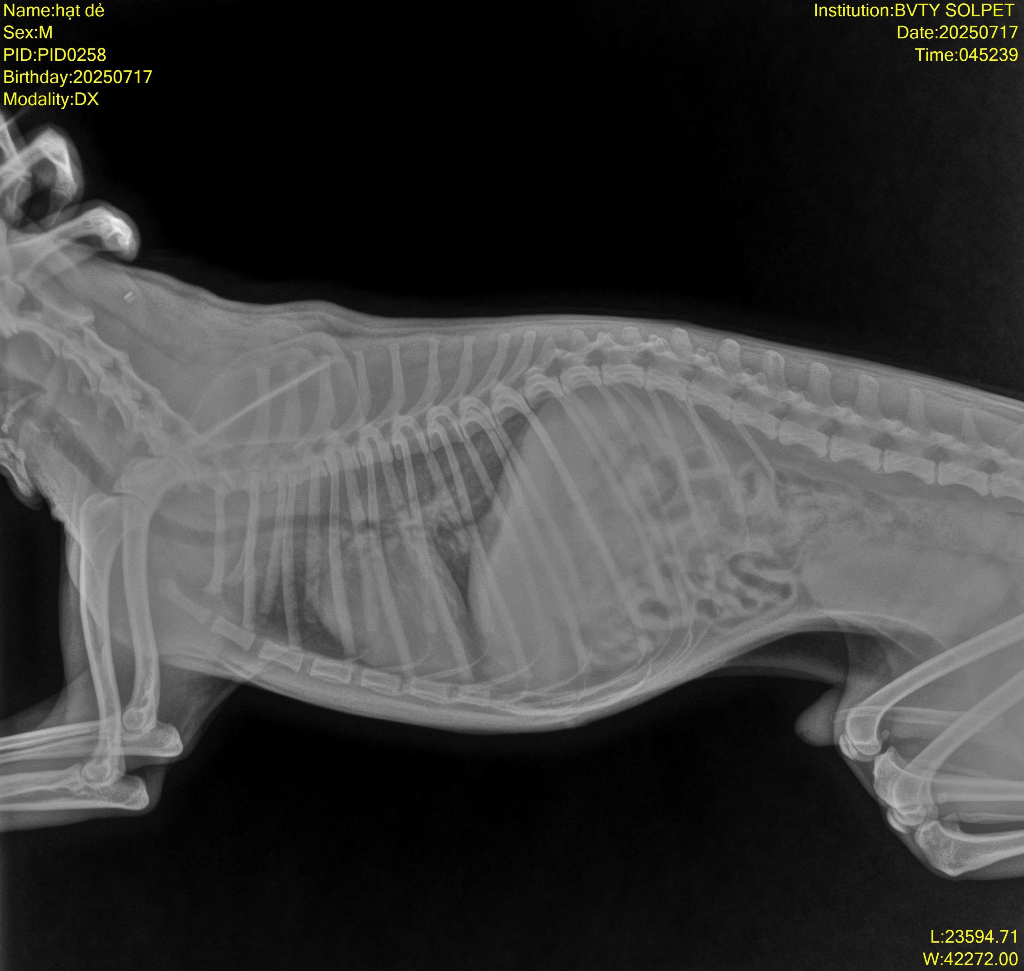 Name:hạt dẻ
Sex:M
PID:PID0258
Birthday:20250717
Modality:DX
Institution:BVTY SOLPET
Date:20250717
Time:045239
L:23594.71
W:42272.00